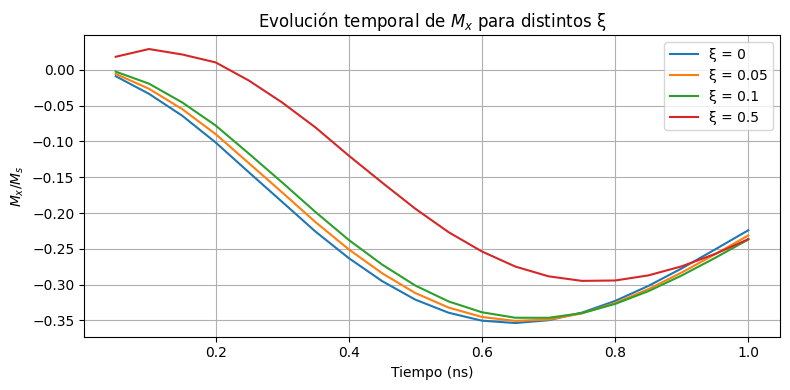 Evolución temporal de $M_x$ para distintos ξ
ξ = 0
ξ = 0.05
ξ = 0.1
ξ = 0.5
0.00
−0.05
−0.10
−0.15
−0.20
−0.25
−0.30
−0.35
$M_x/M_s$
0.2 0.4 0.6 0.8 1.0
Tiempo (ns)